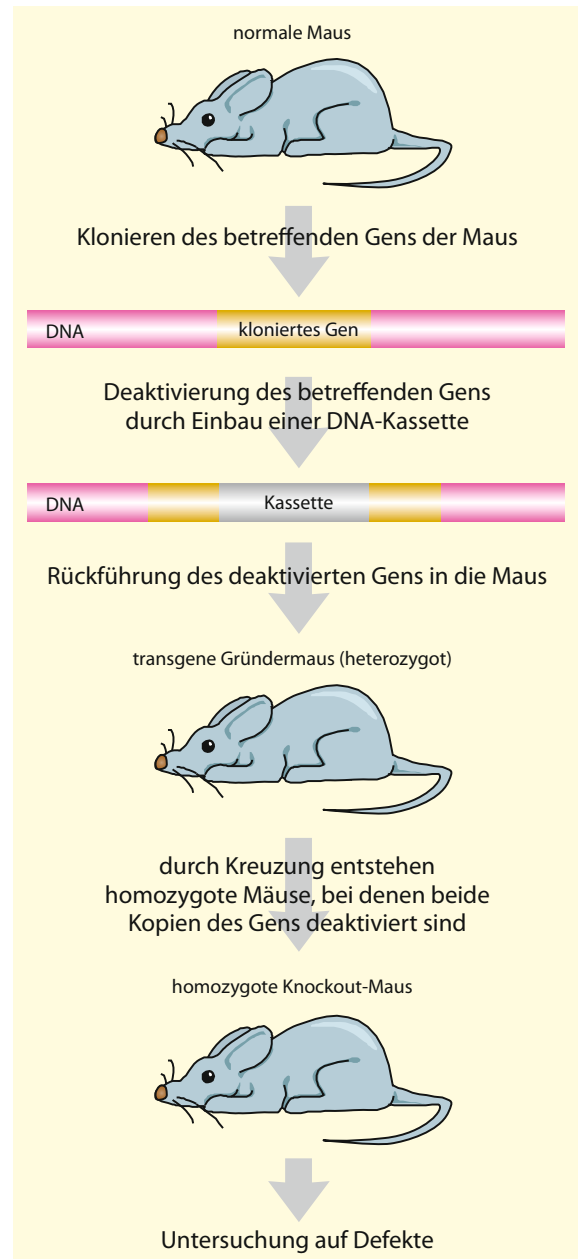 normale Maus
Klonieren des betreffenden Gens der Maus
DNA kloniertes Gen
Deaktivierung des betreffenden Gens
durch Einbau einer DNA-Kassette
DNA Kassette
Rückführung des deaktivierten Gens in die Maus
transgene Gründermaus (heterozygot)
durch Kreuzung entstehen
homozygote Mäuse, bei denen beide
Kopien des Gens deaktiviert sind
homozygote Knockout-Maus
Untersuchung auf Defekte